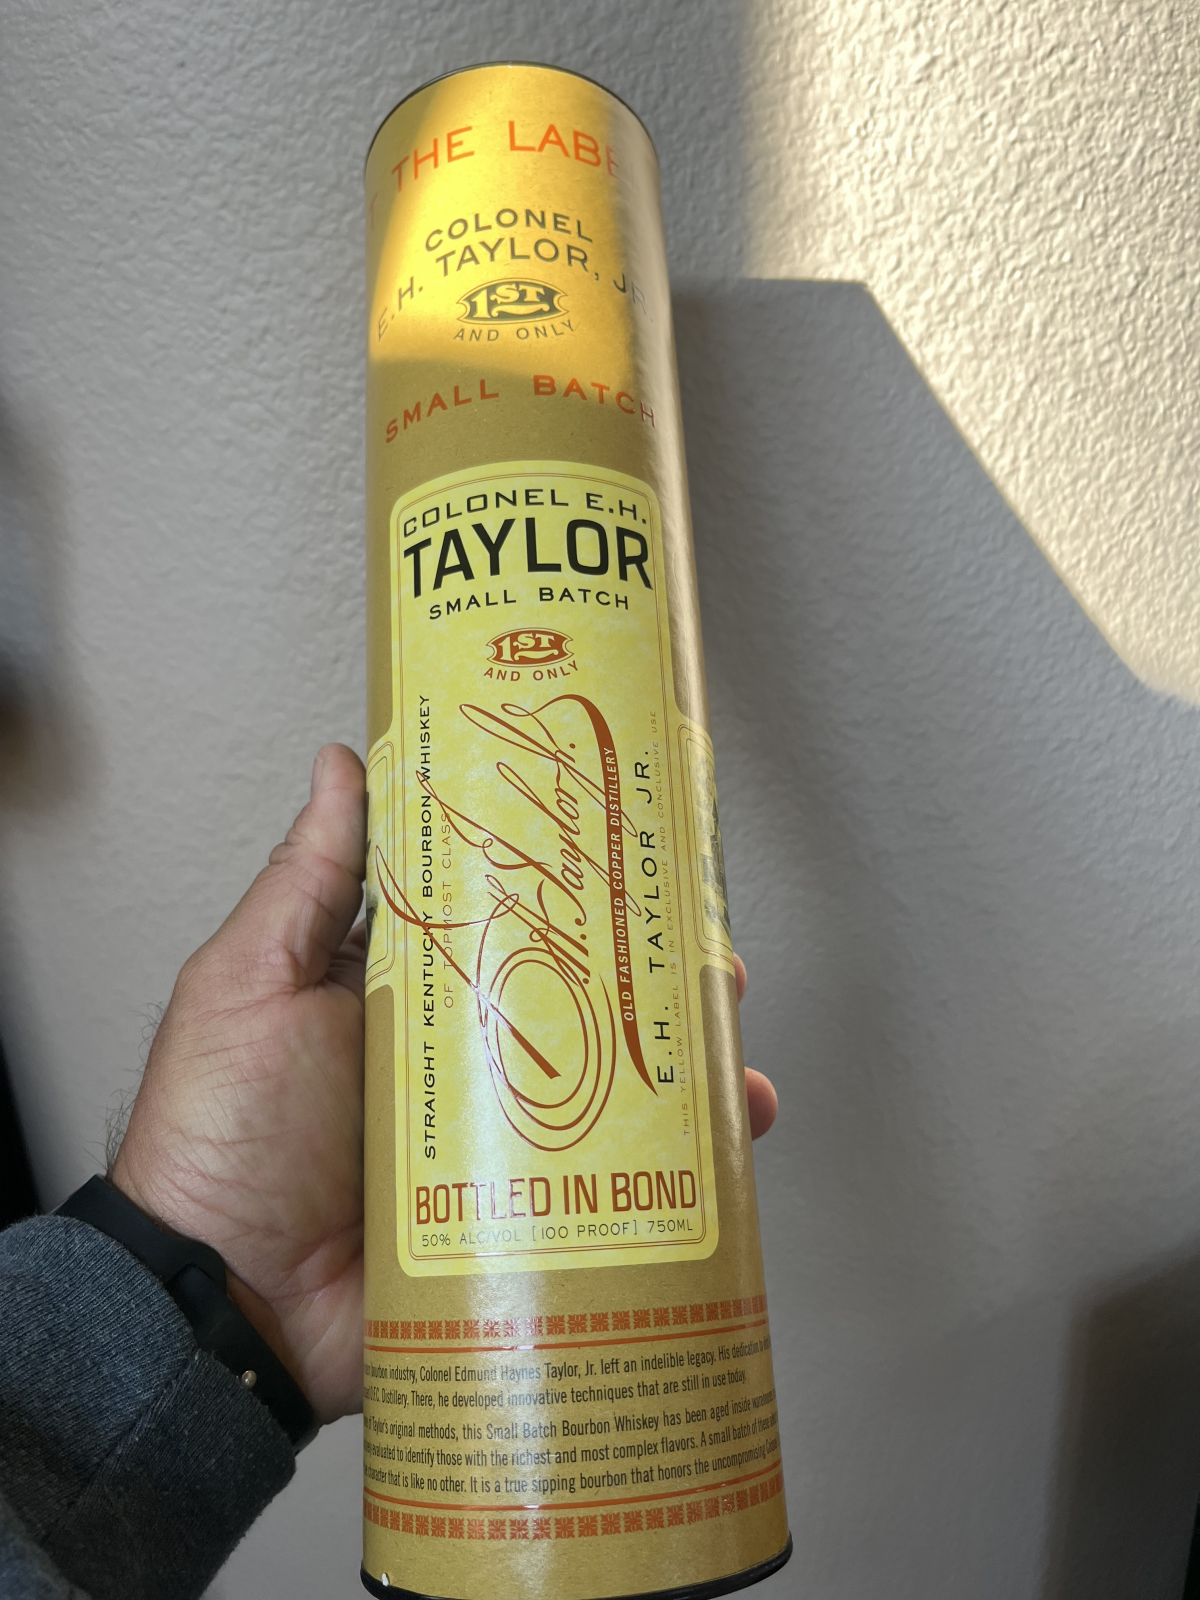 THE LABE
COLONEL
E.H. TAYLOR, JR.
1ST
AND ONLY
SMALL BATCH
COLONEL E.H.
TAYLOR
SMALL BATCH
1ST
AND ONLY
STRAIGHT KENTUCKY BOURBON WHISKEY
OF TOPMOST CLASS
E.H. Taylor, Jr.
OLD FASHIONED COPPER DISTILLERY
E.H. TAYLOR JR.
THIS YELLOW LABEL IS IN EXCLUSIVE AND CONCLUSIVE USE
BOTTLED IN BOND
50% ALC/VOL [100 PROOF] 750ML
bourbon industry, Colonel Edmund Haynes Taylor, Jr. left an indelible legacy. His dedication to
O.F.C. Distillery. There, he developed innovative techniques that are still in use today.
of Taylor's original methods, this Small Batch Bourbon Whiskey has been aged inside
evaluated to identify those with the richest and most complex flavors. A small batch of these
character that is like no other. It is a true sipping bourbon that honors the uncompromising